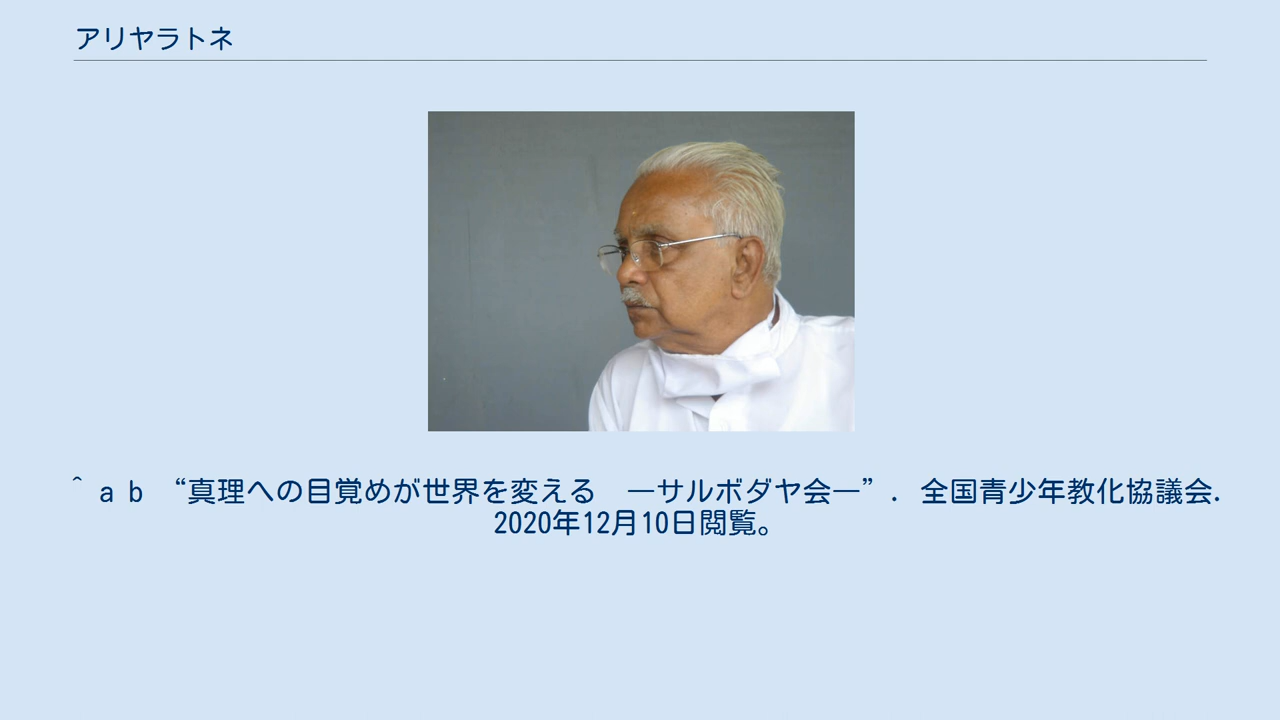 アリヤラトネ
^ a b “真理への目覚めが世界を変える　―サルボダヤ会―”. 全国青少年教化協議会.
2020年12月10日閲覧。